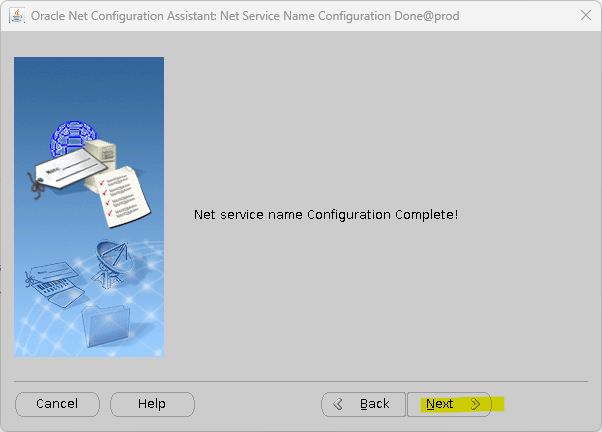 Oracle Net Configuration Assistant: Net Service Name Configuration Done@prod
Net service name Configuration Complete!
Cancel
Help
Back
Next